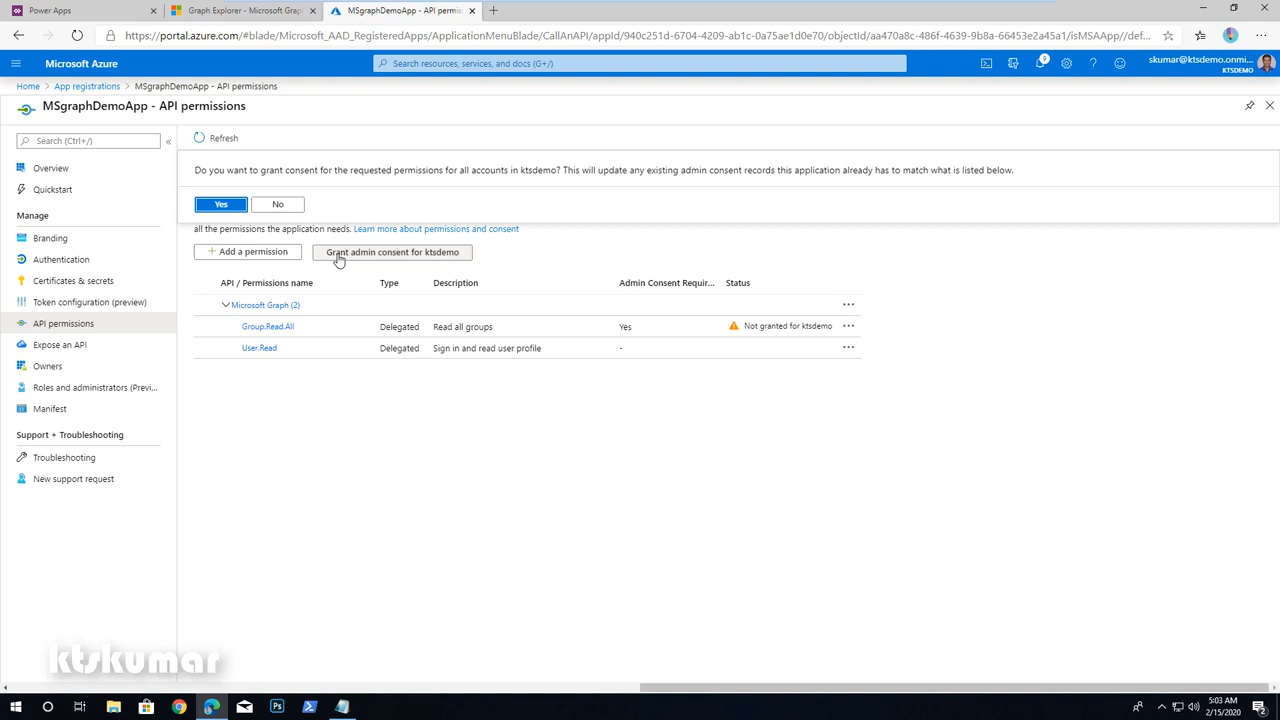 Power Apps
Graph Explorer - Microsoft Grap
MSgraphDemoApp - API permis
https://portal.azure.com/#blade/Microsoft_AAD_RegisteredApps/ApplicationMenuBlade/CallAnAPI/appId/940c251d-6704-4209-ab1c-0a75ae1d0e70/objectId/aa470a8c-486f-4639-9b8a-66453e2a45a1/isMSAApp//def...
Microsoft Azure
Search resources, services, and docs (G+/)
9
skumar@ktsdemo.onmi...
KTSDEMO
Home
App registrations
MSgraphDemoApp - API permissions
MSgraphDemoApp - API permissions
Search (Ctrl+/)
«
Refresh
Do you want to grant consent for the requested permissions for all accounts in ktsdemo? This will update any existing admin consent records this application already has to match what is listed below.
Yes
No
all the permissions the application needs. Learn more about permissions and consent
+ Add a permission
Grant admin consent for ktsdemo
API / Permissions name
Type
Description
Admin Consent Requir...
Status
Microsoft Graph (2)
...
Group.Read.All
Delegated
Read all groups
Yes
Not granted for ktsdemo
...
User.Read
Delegated
Sign in and read user profile
-
...
Overview
Quickstart
Manage
Branding
Authentication
Certificates & secrets
Token configuration (preview)
API permissions
Expose an API
Owners
Roles and administrators (Previ...
Manifest
Support + Troubleshooting
Troubleshooting
New support request
ktskumar
5:03 AM
2/15/2020
2